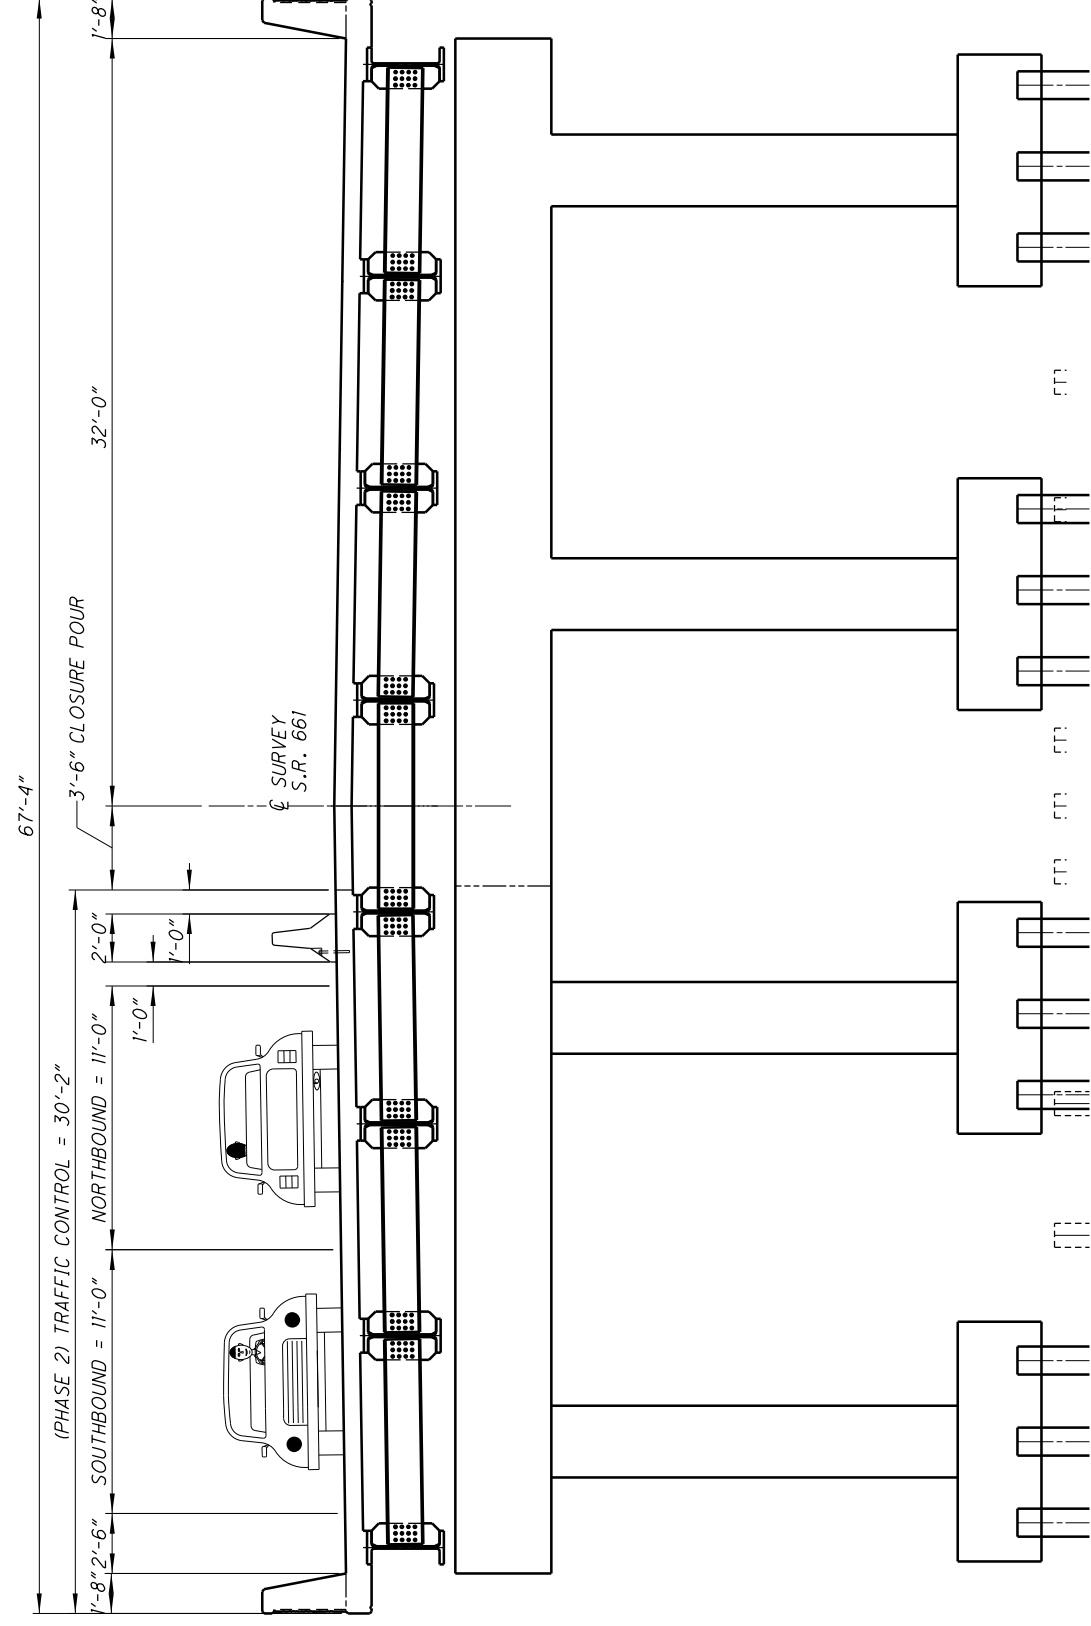 67'-4"
(PHASE 2) TRAFFIC CONTROL = 30'-2"
3'-6" CLOSURE POUR
1'-8"
2'-6"
SOUTHBOUND = 11'-0"
NORTHBOUND = 11'-0"
2'-0"
32'-0"
1'-8"
1'-0"
1'-0"
℄ SURVEY
S.R. 661